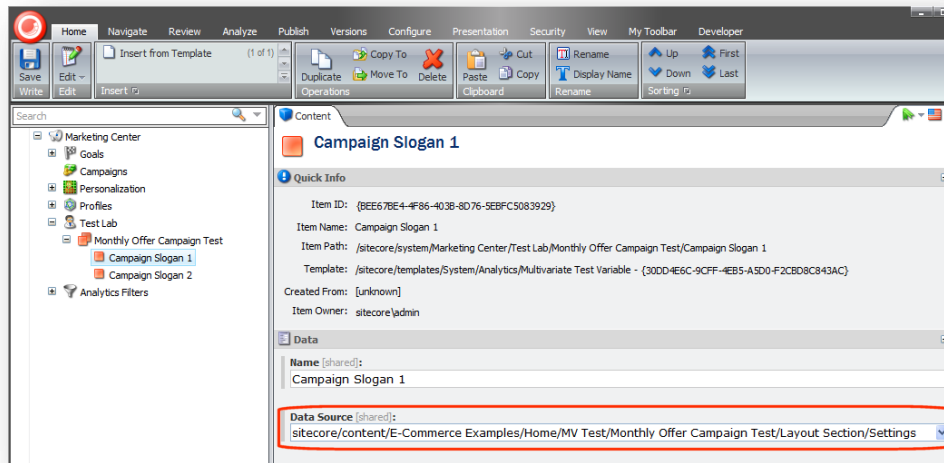 Home Navigate Review Analyze Publish Versions Configure Presentation Security View My Toolbar Developer
Insert from Template (1 of 1) Copy To Cut Rename Up First
Save Edit Duplicate Move To Delete Paste Copy Display Name Down Last
Write Edit Insert Operations Clipboard Rename Sorting
Search
Content
Marketing Center
Goals
Campaigns
Personalization
Profiles
Test Lab
Monthly Offer Campaign Test
Campaign Slogan 1
Campaign Slogan 2
Analytics Filters
Campaign Slogan 1
Quick Info
Item ID: {BEE67BE4-4F86-403B-8D76-5EBFC5083929}
Item Name: Campaign Slogan 1
Item Path: /sitecore/system/Marketing Center/Test Lab/Monthly Offer Campaign Test/Campaign Slogan 1
Template: /sitecore/templates/System/Analytics/Multivariate Test Variable - {30DD4E6C-9CFF-4EB5-A5D0-F2CBD8C843AC}
Created From: [unknown]
Item Owner: sitecore\admin
Data
Name [shared]:
Campaign Slogan 1
Data Source [shared]:
sitecore/content/E-Commerce Examples/Home/MV Test/Monthly Offer Campaign Test/Layout Section/Settings